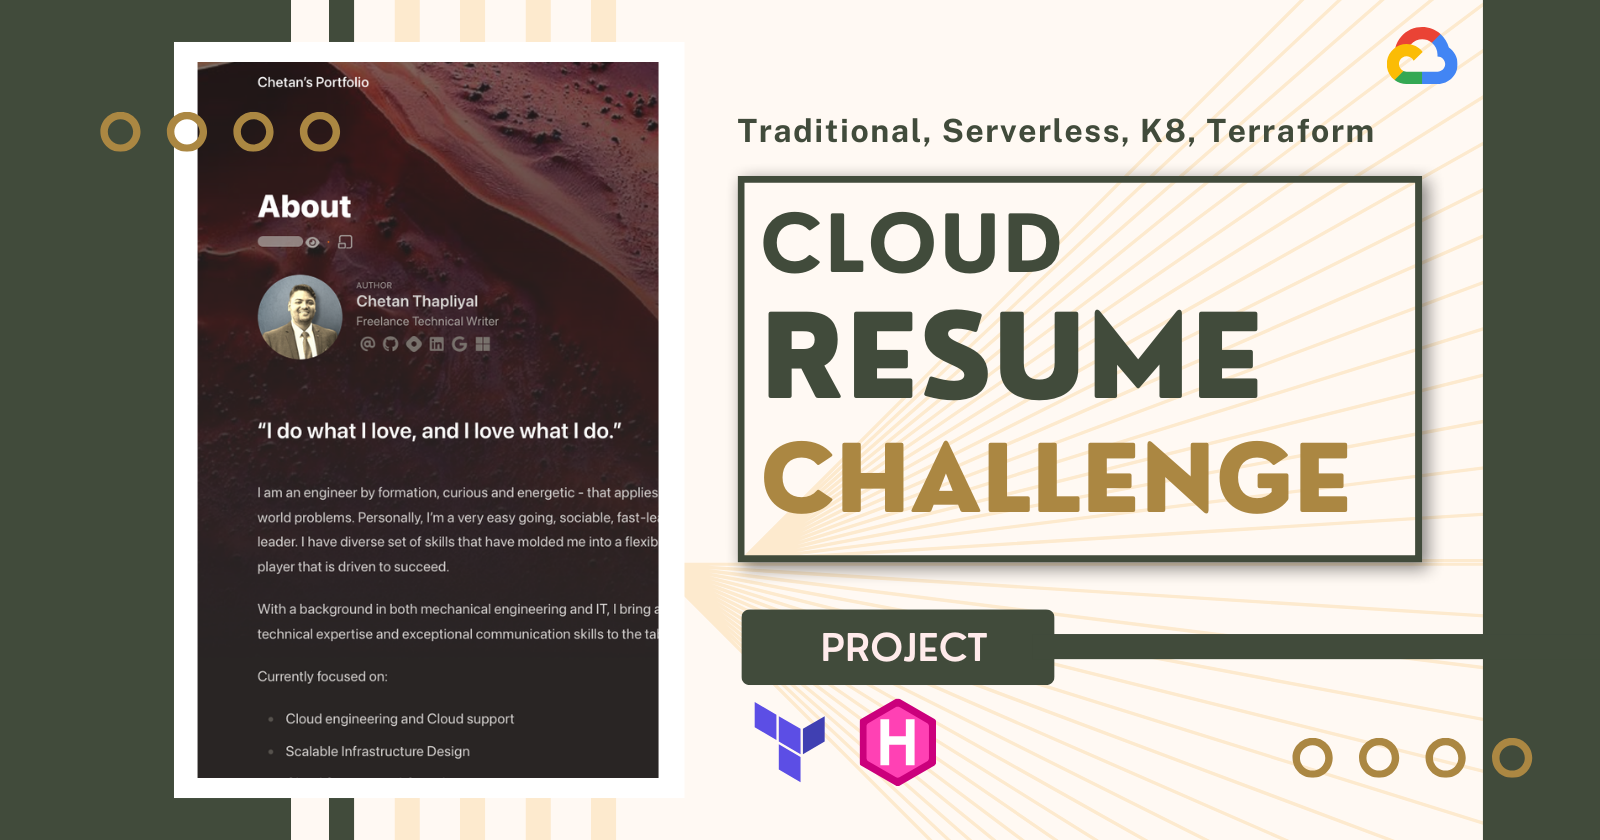 Chetan's Portfolio
About
AUTHOR
Chetan Thapliyal
Freelance Technical Writer
“I do what I love, and I love what I do.”
I am an engineer by formation, curious and energetic - that applies
world problems. Personally, I'm a very easy going, sociable, fast-lea
leader. I have diverse set of skills that have molded me into a flexib
player that is driven to succeed.
With a background in both mechanical engineering and IT, I bring a
technical expertise and exceptional communication skills to the tal
Currently focused on:
Cloud engineering and Cloud support
Scalable Infrastructure Design
Traditional, Serverless, K8, Terraform
CLOUD
RESUME
CHALLENGE
PROJECT
H